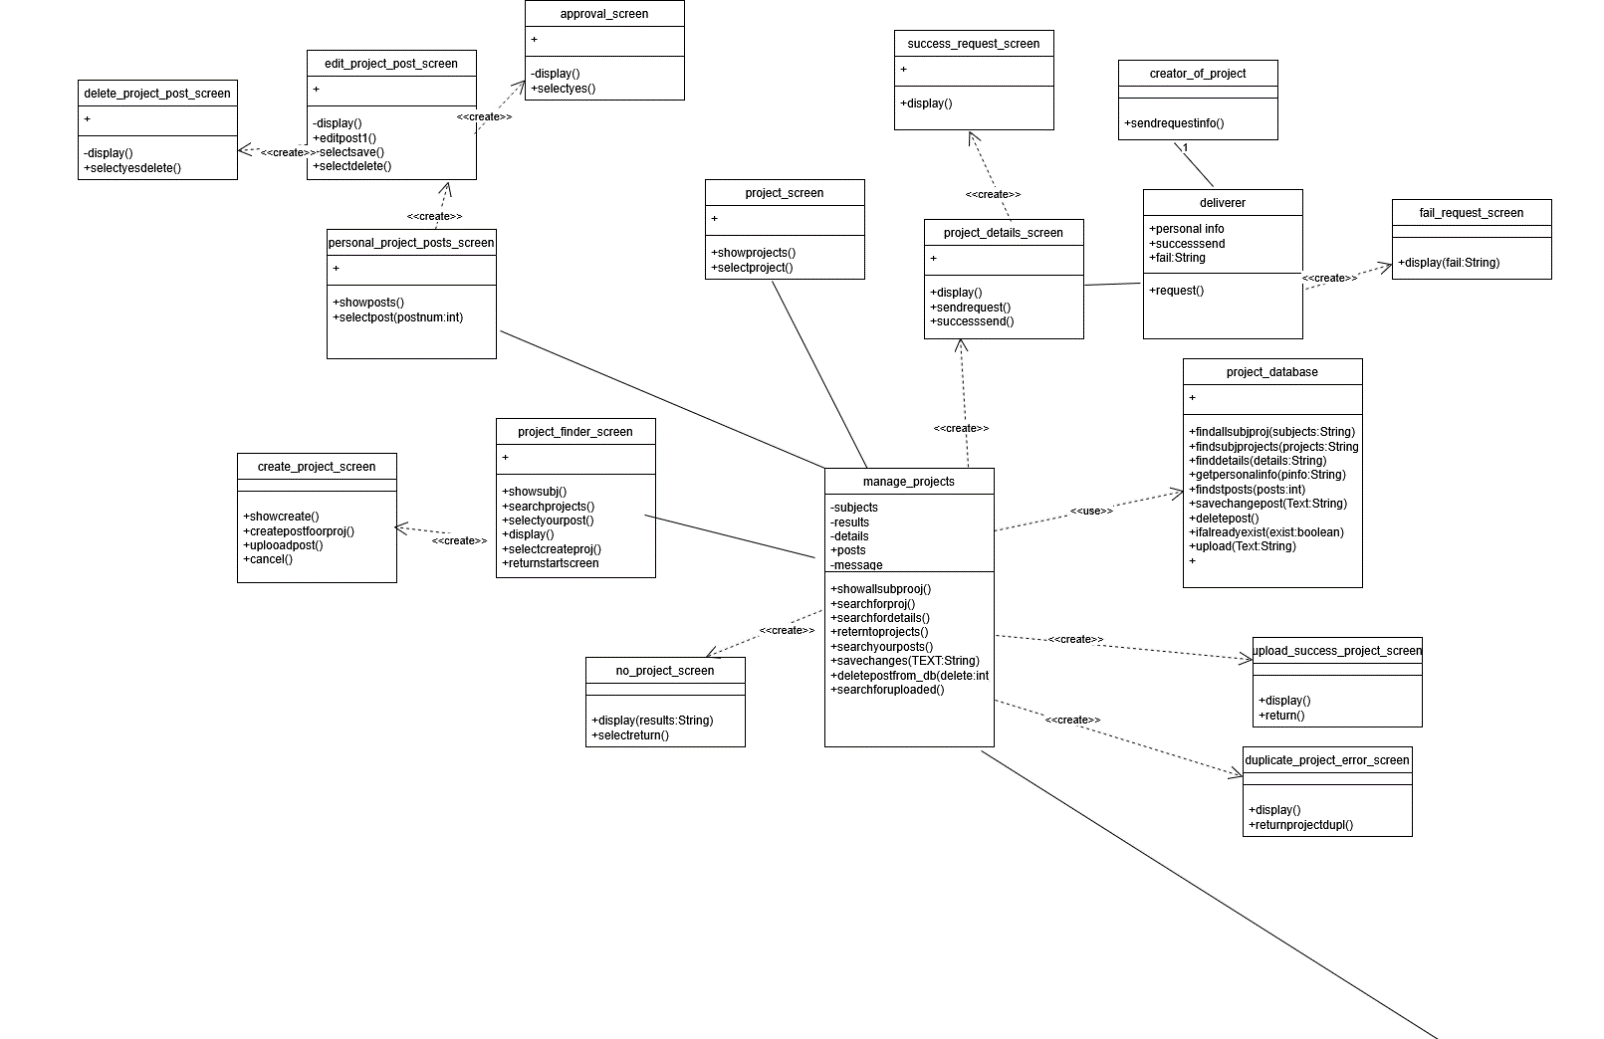 approval_screen
+
-display()
+selectyes()
success_request_screen
+
+display()
edit_project_post_screen
+
-display()
+editpost1()
+selectsave()
+selectdelete()
creator_of_project
+sendrequestinfo()
delete_project_post_screen
+
-display()
+selectyesdelete()
<<create>>
<<create>>
1
project_screen
+
+showprojects()
+selectproject()
<<create>>
deliverer
+personal info
+successsend
+fail:String
+request()
fail_request_screen
+display(fail:String)
<<create>>
<<create>>
personal_project_posts_screen
+
+showposts()
+selectpost(postnum:int)
project_details_screen
+
+display()
+sendrequest()
+successsend()
project_database
+
+findallsubjproj(subjects:String)
+findsubjprojects(projects:String
+finddetails(details:String)
+getpersonalinfo(pinfo:String)
+findstposts(posts:int)
+savechangepost(Text:String)
+deletepost()
+ifalreadyexist(exist:boolean)
+upload(Text:String)
+
<<create>>
project_finder_screen
+
+showsubj()
+searchprojects()
+selectyourpost()
+display()
+selectcreateproj()
+returnstartscreen
create_project_screen
+showcreate()
+createpostfoorproj()
+uplooadpost()
+cancel()
<<create>>
manage_projects
-subjects
-results
-details
+posts
-message
+showallsubprooj()
+searchforproj()
+searchfordetails()
+reterntoprojects()
+searchyourposts()
+savechanges(TEXT:String)
+deletepostfrom_db(delete:int
+searchforuploaded()
<<use>>
<<create>>
<<create>>
no_project_screen
+display(results:String)
+selectreturn()
upload_success_project_screen
+display()
+return()
<<create>>
duplicate_project_error_screen
+display()
+returnprojectdupl()